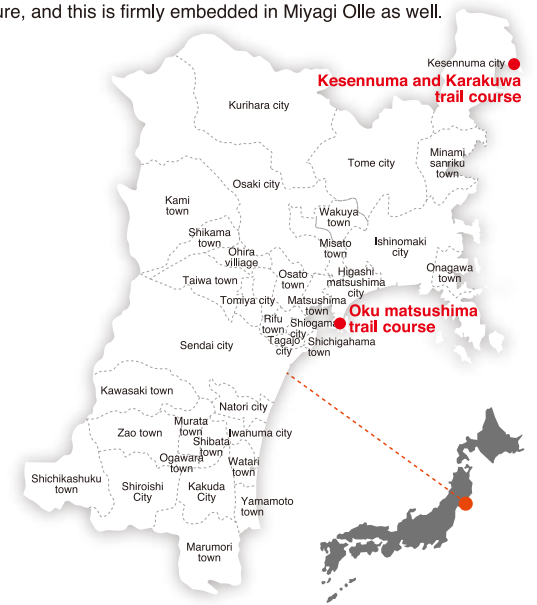 ure, and this is firmly embedded in Miyagi Olle as well.
Kesennuma city
Kesennuma and Karakuwa
trail course
Kurihara city
Tome city
Minami
sanriku
town
Osaki city
Kami
town
Wakuya
town
Shikama
town
Misato
town
Ishinomaki
city
Ohira
villiage
Onagawa
town
Osato
town
Higashi
matsushima
city
Taiwa town
Tomiya city
Matsushima
town
Oku matsushima
trail course
Rifu
town
Shiogama
city
Tagajo
city
Shichigahama
town
Sendai city
Kawasaki town
Natori city
Murata
town
Zao town
Shibata
town
Iwanuma city
Ogawara
town
Watari
town
Shichikashuku
town
Shiroishi
City
Kakuda
City
Yamamoto
town
Marumori
town